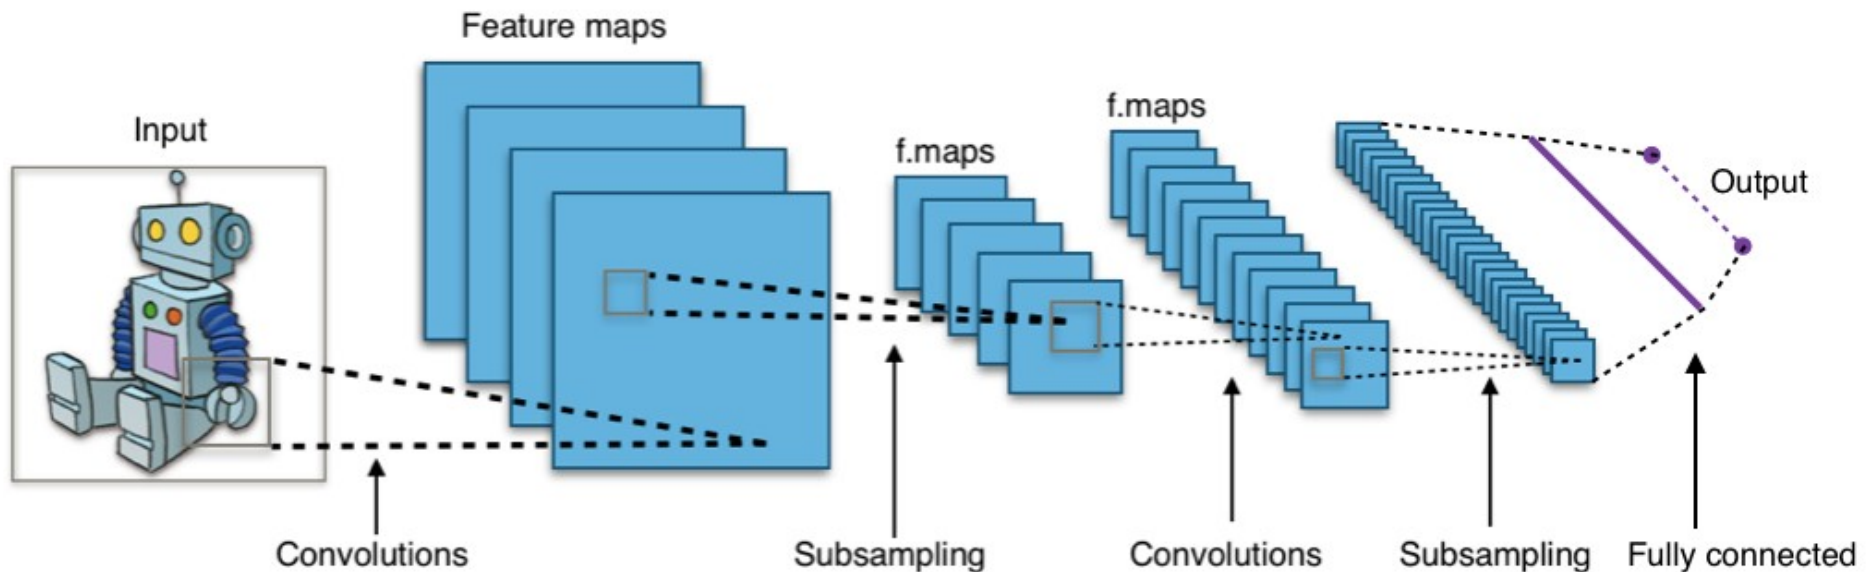 Feature maps
Input
f.maps
f.maps
Output
Convolutions
Subsampling
Convolutions
Subsampling
Fully connected